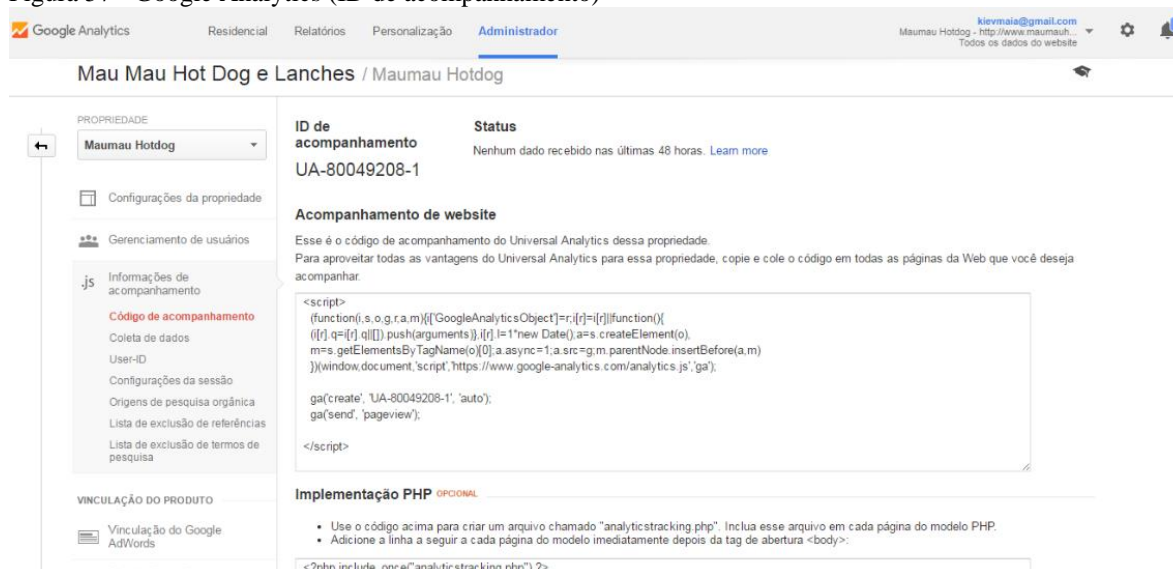 Google Analytics Residencial Relatórios Personalização Administrador
kievmaia@gmail.com
Maumau Hotdog - http://www.maumauh...
Todos os dados do website
Mau Mau Hot Dog e Lanches / Maumau Hotdog
PROPRIEDADE
Maumau Hotdog
Configurações da propriedade
Gerenciamento de usuários
.js Informações de
acompanhamento
Código de acompanhamento
Coleta de dados
User-ID
Configurações da sessão
Origens de pesquisa orgânica
Lista de exclusão de referências
Lista de exclusão de termos de
pesquisa
VINCULAÇÃO DO PRODUTO
Vinculação do Google
AdWords
ID de
acompanhamento
UA-80049208-1
Status
Nenhum dado recebido nas últimas 48 horas. Learn more
Acompanhamento de website
Esse é o código de acompanhamento do Universal Analytics dessa propriedade.
Para aproveitar todas as vantagens do Universal Analytics para essa propriedade, copie e cole o código em todas as páginas da Web que você deseja
acompanhar.
<script>
(function(i,s,o,g,r,a,m){i['GoogleAnalyticsObject']=r;i[r]=i[r]||function(){
(i[r].q=i[r].q||[]).push(arguments)},i[r].l=1*new Date();a=s.createElement(o),
m=s.getElementsByTagName(o)[0];a.async=1;a.src=g;m.parentNode.insertBefore(a,m)
})(window,document,'script','https://www.google-analytics.com/analytics.js','ga');
ga('create', 'UA-80049208-1', 'auto');
ga('send', 'pageview');
</script>
Implementação PHP OPCIONAL
• Use o código acima para criar um arquivo chamado "analyticstracking.php". Inclua esse arquivo em cada página do modelo PHP.
• Adicione a linha a seguir a cada página do modelo imediatamente depois da tag de abertura <body>:
<?php include_once("analyticstracking.php") ?>